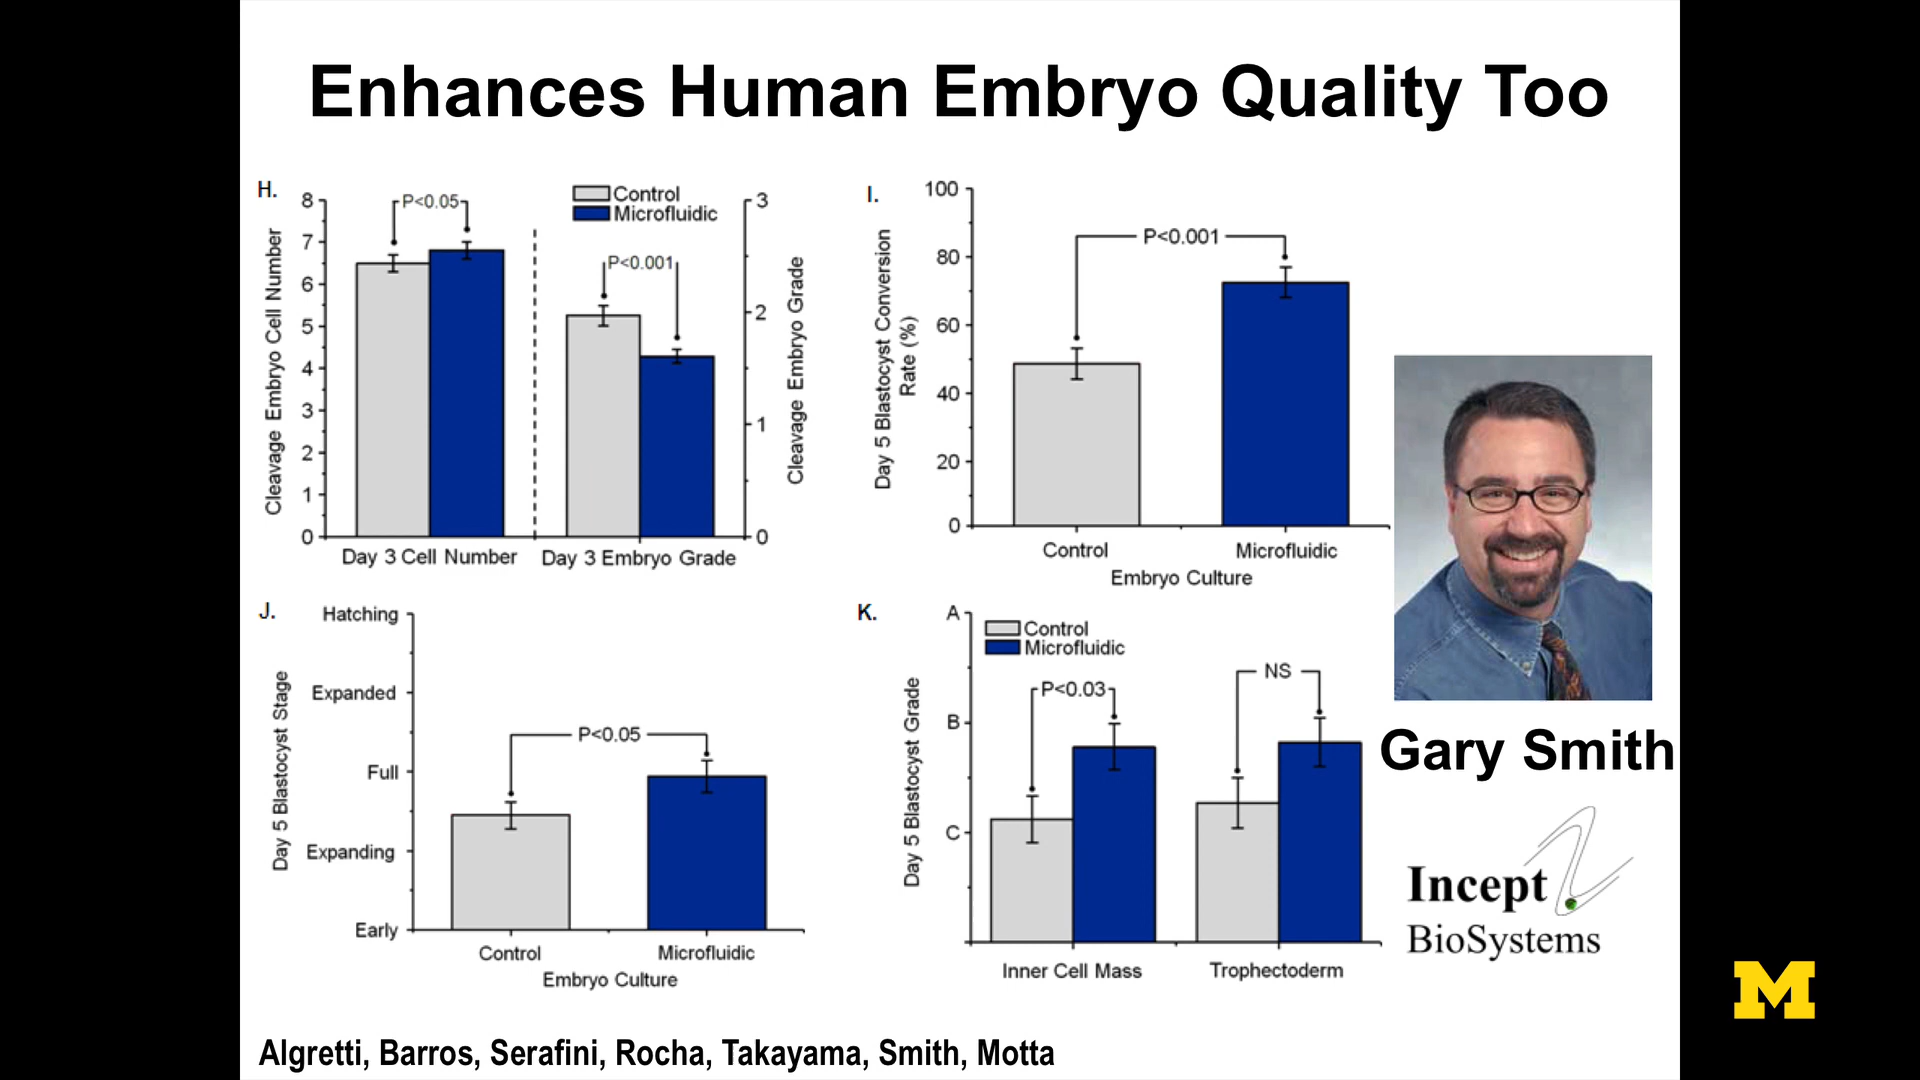 Enhances Human Embryo Quality Too
H.
8
7
6
5
4
3
2
1
0
Cleavage Embryo Cell Number
P<0.05
Control
Microfluidic
P<0.001
3
2
1
0
Cleavage Embryo Grade
Day 3 Cell Number
Day 3 Embryo Grade
I.
100
80
60
40
20
0
Day 5 Blastocyst Conversion
Rate (%)
P<0.001
Control
Microfluidic
Embryo Culture
J.
Hatching
Expanded
Full
Expanding
Early
Day 5 Blastocyst Stage
P<0.05
Control
Microfluidic
Embryo Culture
K.
A
B
C
Day 5 Blastocyst Grade
Control
Microfluidic
P<0.03
NS
Inner Cell Mass
Trophectoderm
Gary Smith
Incept
BioSystems
M
Algretti, Barros, Serafini, Rocha, Takayama, Smith, Motta